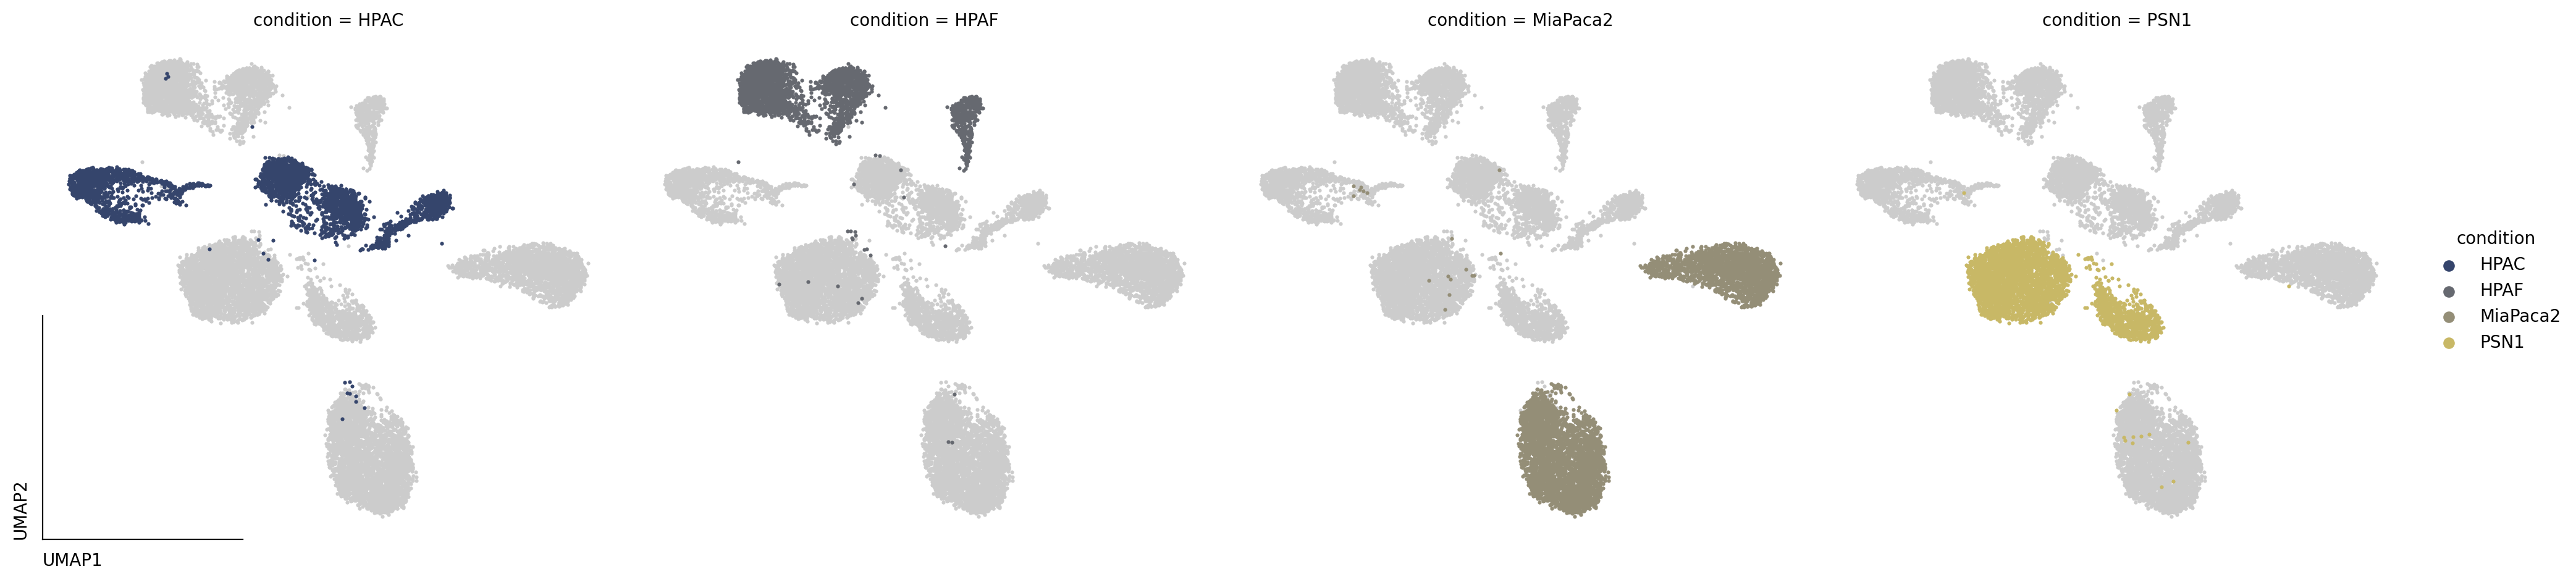 condition = HPAC
condition = HPAF
condition = MiaPaca2
condition = PSN1
condition
HPAC
HPAF
MiaPaca2
PSN1
UMAP2
UMAP1